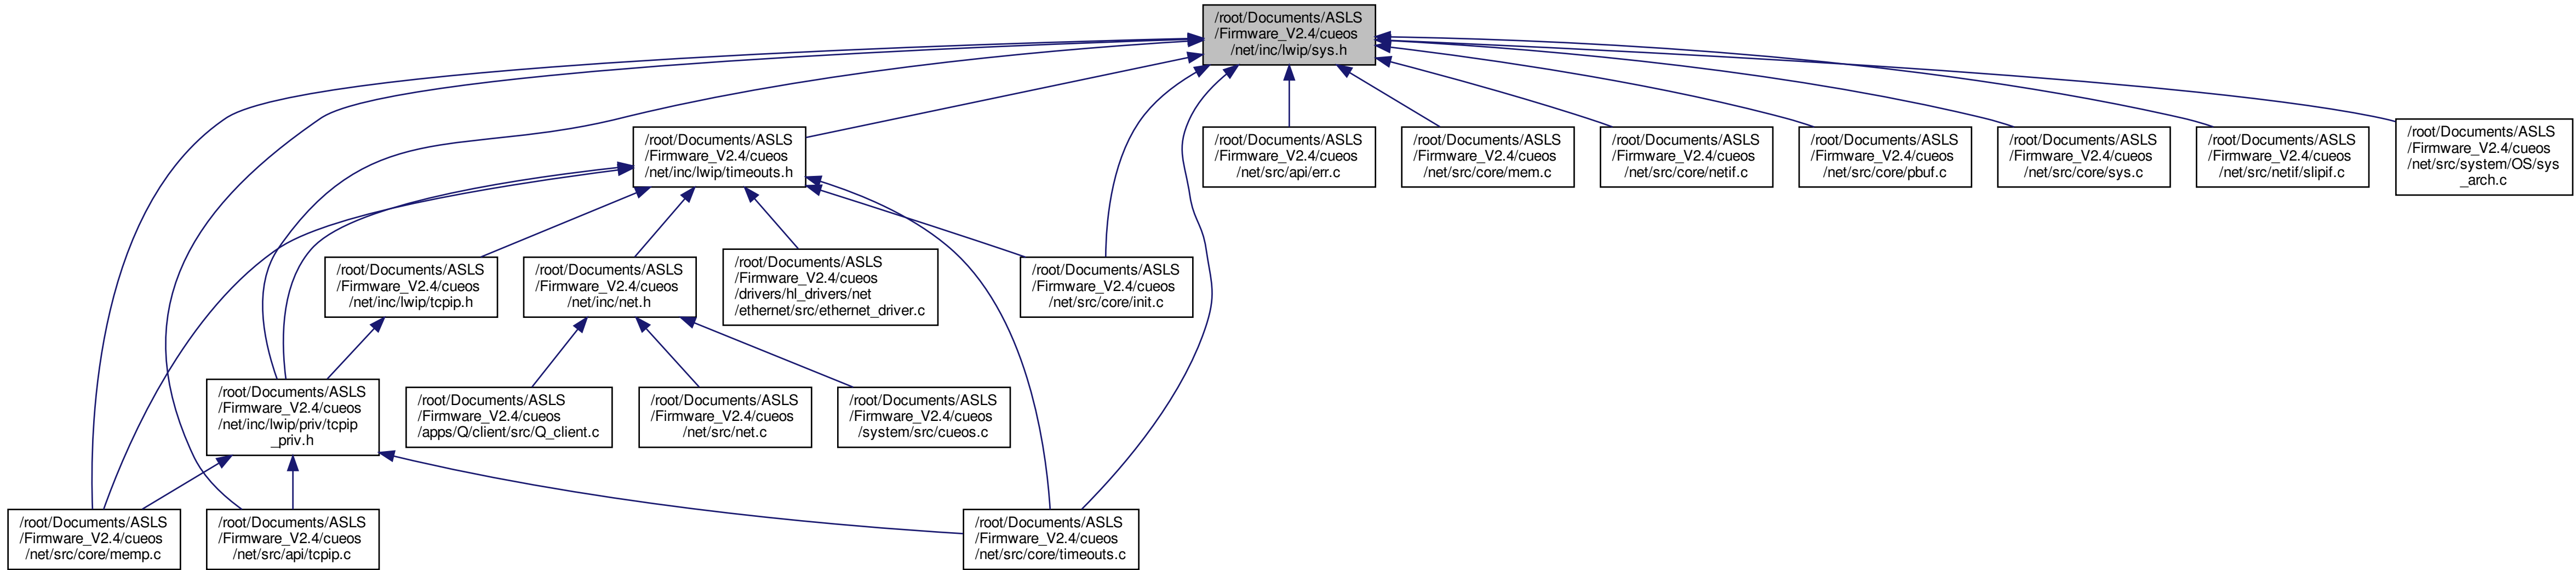 /root/Documents/ASLS
/Firmware_V2.4/cueos
/net/inc/lwip/sys.h
/root/Documents/ASLS
/Firmware_V2.4/cueos
/net/inc/lwip/timeouts.h
/root/Documents/ASLS
/Firmware_V2.4/cueos
/net/src/api/err.c
/root/Documents/ASLS
/Firmware_V2.4/cueos
/net/src/core/mem.c
/root/Documents/ASLS
/Firmware_V2.4/cueos
/net/src/core/netif.c
/root/Documents/ASLS
/Firmware_V2.4/cueos
/net/src/core/pbuf.c
/root/Documents/ASLS
/Firmware_V2.4/cueos
/net/src/core/sys.c
/root/Documents/ASLS
/Firmware_V2.4/cueos
/net/src/netif/slipif.c
/root/Documents/ASLS
/Firmware_V2.4/cueos
/net/src/system/OS/sys
_arch.c
/root/Documents/ASLS
/Firmware_V2.4/cueos
/net/inc/lwip/tcpip.h
/root/Documents/ASLS
/Firmware_V2.4/cueos
/net/inc/net.h
/root/Documents/ASLS
/Firmware_V2.4/cueos
/drivers/hl_drivers/net
/ethernet/src/ethernet_driver.c
/root/Documents/ASLS
/Firmware_V2.4/cueos
/net/src/core/init.c
/root/Documents/ASLS
/Firmware_V2.4/cueos
/net/inc/lwip/priv/tcpip
_priv.h
/root/Documents/ASLS
/Firmware_V2.4/cueos
/apps/Q/client/src/Q_client.c
/root/Documents/ASLS
/Firmware_V2.4/cueos
/net/src/net.c
/root/Documents/ASLS
/Firmware_V2.4/cueos
/system/src/cueos.c
/root/Documents/ASLS
/Firmware_V2.4/cueos
/net/src/core/memp.c
/root/Documents/ASLS
/Firmware_V2.4/cueos
/net/src/api/tcpip.c
/root/Documents/ASLS
/Firmware_V2.4/cueos
/net/src/core/timeouts.c